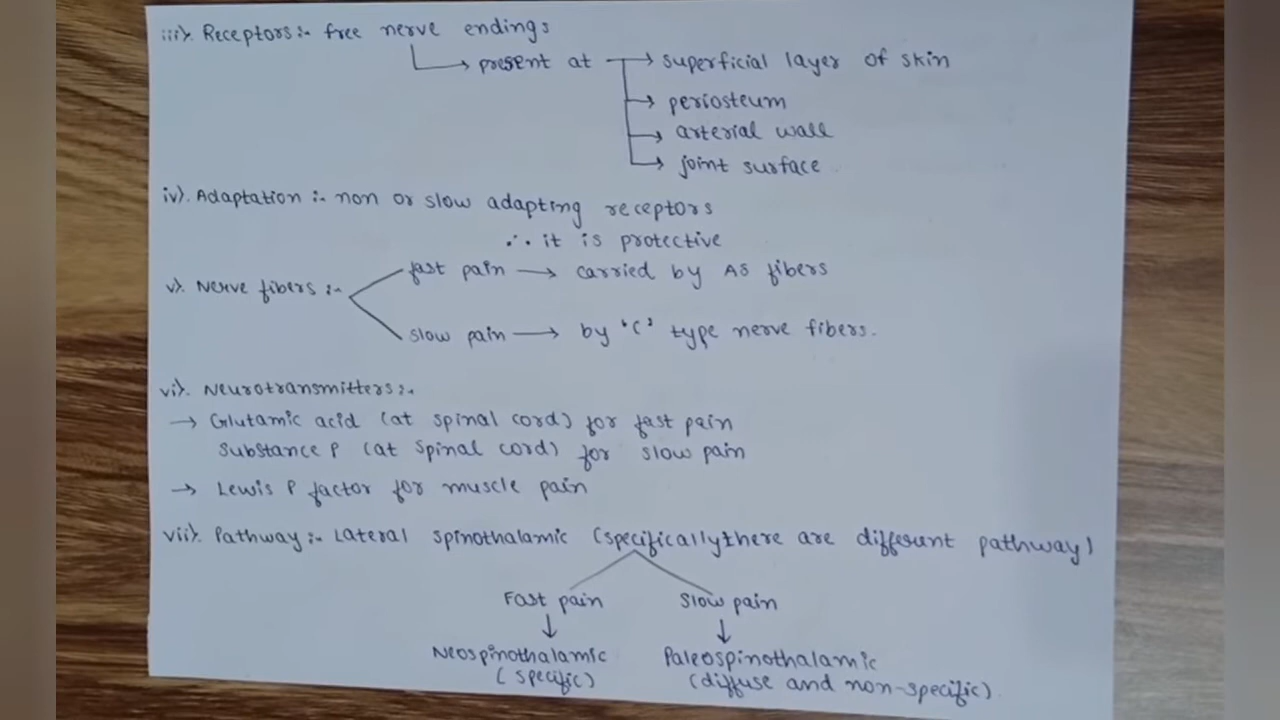 iii). Receptors:- free nerve endings
present at → superficial layer of skin
→ periosteum
→ arterial wall
→ joint surface
iv). Adaptation:- non or slow adapting receptors
∴ it is protective
fast pain → carried by Aδ fibers
v). Nerve fibers:-
slow pain → by 'C' type nerve fibers.
vi). Neurotransmitters:-
→ Glutamic acid (at spinal cord) for fast pain
Substance P (at spinal cord) for slow pain
→ Lewis P factor for muscle pain
vii). Pathway:- Lateral spinothalamic (specifically there are different pathway)
Fast pain Slow pain
↓ ↓
Neospinothalamic Paleospinothalamic
(specific) (diffuse and non-specific).